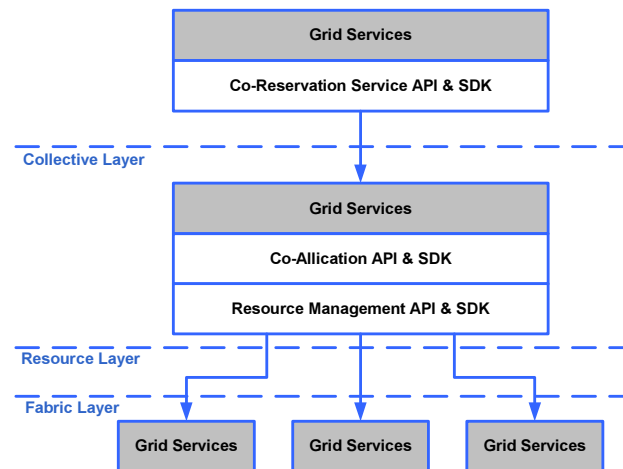 Grid Services
Co-Reservation Service API & SDK
Collective Layer
Grid Services
Co-Allication API & SDK
Resource Management API & SDK
Resource Layer
Fabric Layer
Grid Services
Grid Services
Grid Services